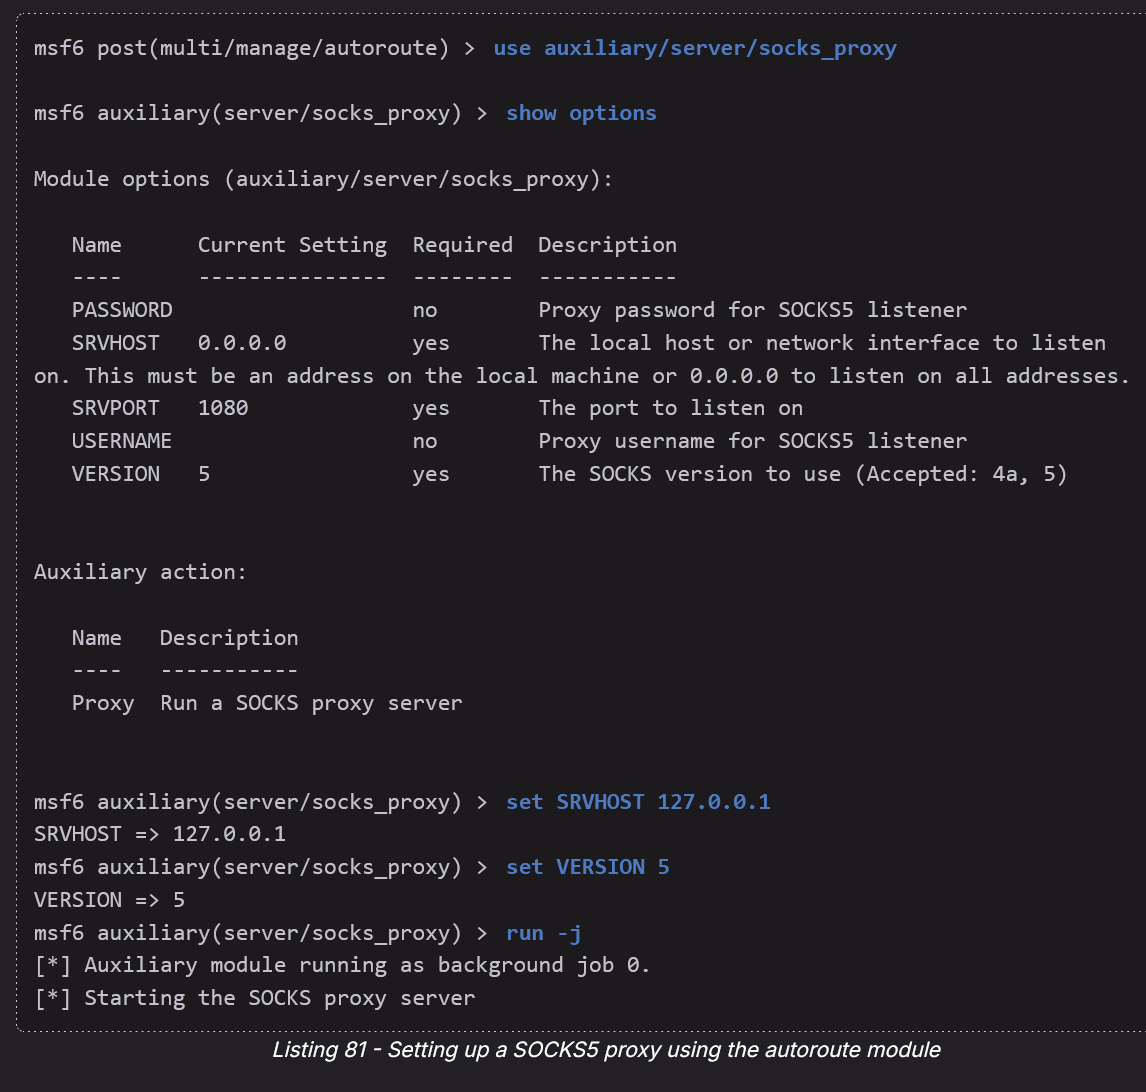 msf6 post(multi/manage/autoroute) > use auxiliary/server/socks_proxy
msf6 auxiliary(server/socks_proxy) > show options
Module options (auxiliary/server/socks_proxy):
   Name      Current Setting  Required  Description
   ----      ---------------  --------  -----------
   PASSWORD                   no        Proxy password for SOCKS5 listener
   SRVHOST   0.0.0.0          yes       The local host or network interface to listen
on. This must be an address on the local machine or 0.0.0.0 to listen on all addresses.
   SRVPORT   1080             yes       The port to listen on
   USERNAME                   no        Proxy username for SOCKS5 listener
   VERSION   5                yes       The SOCKS version to use (Accepted: 4a, 5)
Auxiliary action:
   Name   Description
   ----   -----------
   Proxy  Run a SOCKS proxy server
msf6 auxiliary(server/socks_proxy) > set SRVHOST 127.0.0.1
SRVHOST => 127.0.0.1
msf6 auxiliary(server/socks_proxy) > set VERSION 5
VERSION => 5
msf6 auxiliary(server/socks_proxy) > run -j
[*] Auxiliary module running as background job 0.
[*] Starting the SOCKS proxy server
Listing 81 - Setting up a SOCKS5 proxy using the autoroute module